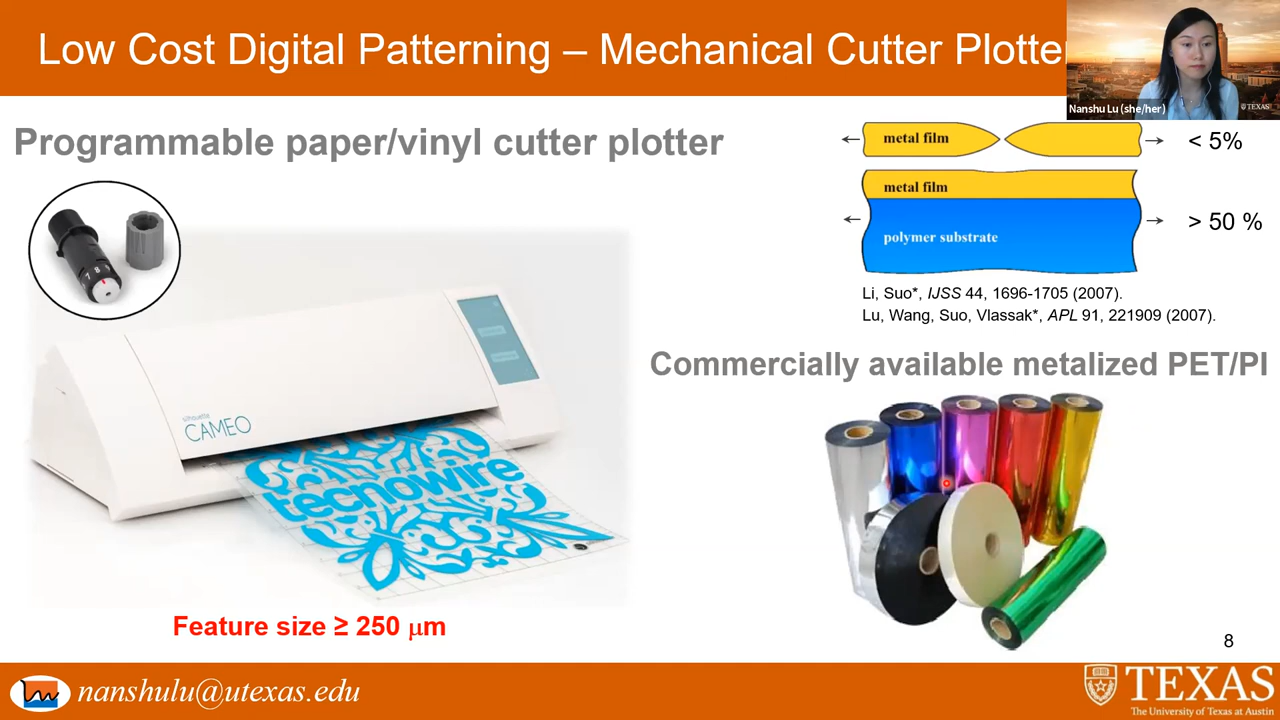 Low Cost Digital Patterning – Mechanical Cutter Plotter
Nanshu Lu (she/her)
TEXAS
Programmable paper/vinyl cutter plotter
7 8
silhouette
CAMEO
tecnowire
Feature size ≥ 250 μm
metal film
< 5%
metal film
polymer substrate
> 50 %
Li, Suo*, IJSS 44, 1696-1705 (2007).
Lu, Wang, Suo, Vlassak*, APL 91, 221909 (2007).
Commercially available metalized PET/PI
8
nanshulu@utexas.edu
TEXAS
The University of Texas at Austin